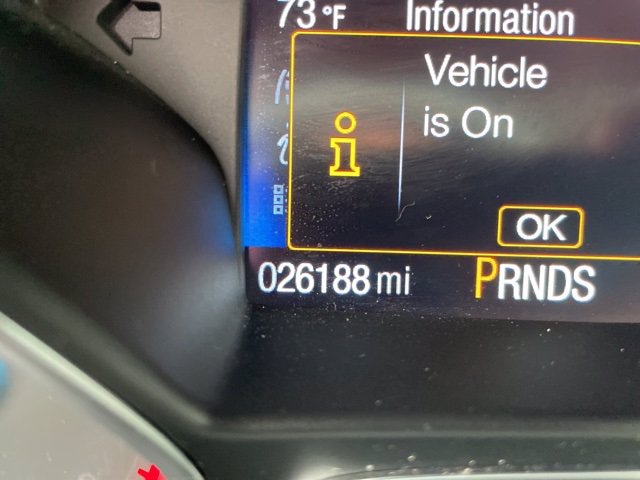 73°F Information
Vehicle
is On
OK
026188 mi PRNDS